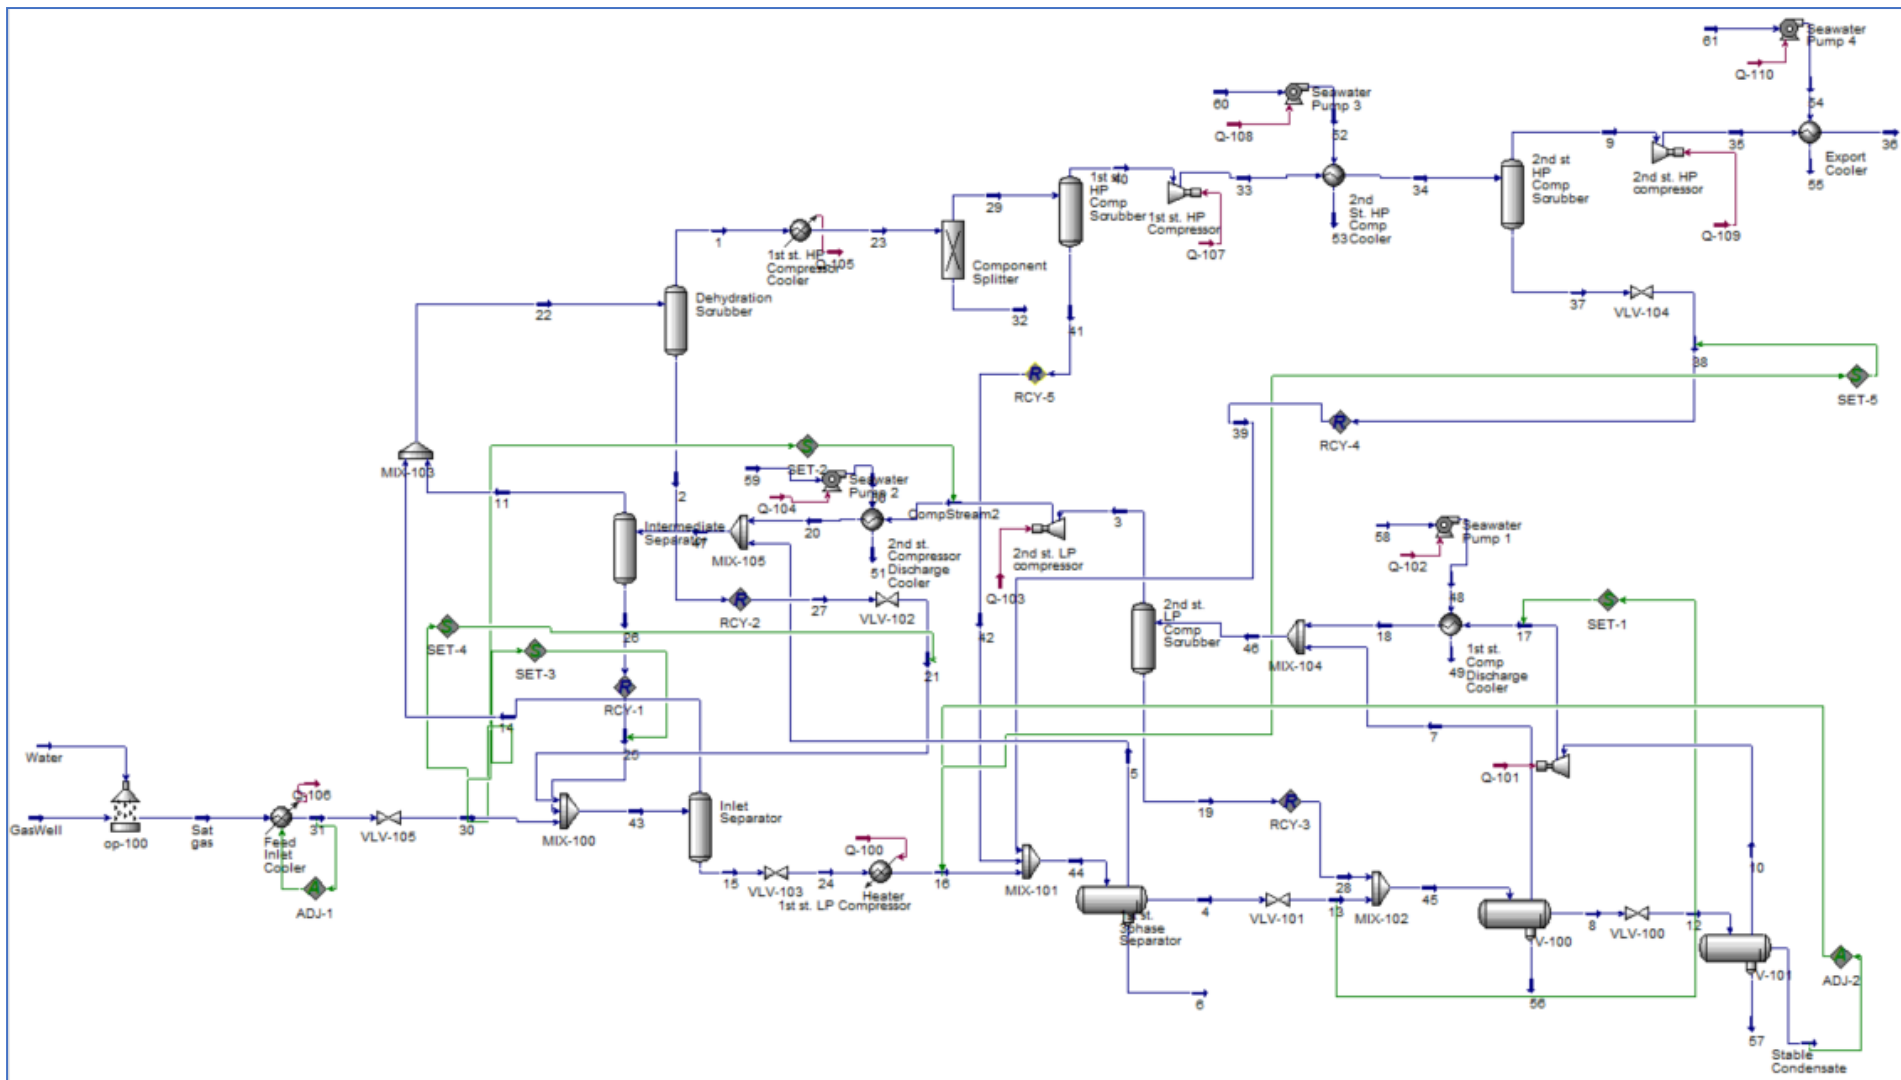 61
Seawater
Pump 4
Q-110
54
60
Seawater
Pump 3
Q-108
52
9
35
36
Export
Cooler
55
2nd st. HP
compressor
Q-109
2nd st
HP
Comp
Scrubber
40
1st st.
HP
Comp
Scrubber
1st st. HP
Compressor
33
34
2nd
St. HP
Comp
Cooler
53
Q-107
29
1
23
1st st. HP
Compressor
Cooler
Q-105
Component
Splitter
32
41
37
VLV-104
38
22
Dehydration
Scrubber
RCY-5
SET-5
39
RCY-4
MIX-103
SET-2
59
Seawater
Pump 2
50
Q-104
2
11
Intermediate
Separator
47
MIX-105
20
CompStream2
3
51
2nd st.
Compressor
Discharge
Cooler
2nd st. LP
compressor
Q-103
58
Seawater
Pump 1
Q-102
48
RCY-2
27
VLV-102
26
42
2nd st.
LP
Comp
Scrubber
46
MIX-104
18
17
SET-1
49
1st st.
Comp
Discharge
Cooler
SET-4
SET-3
21
RCY-1
14
25
7
5
Q-101
10
Water
GasWell
op-100
Sat
gas
Q-106
31
Feed
Inlet
Cooler
ADJ-1
VLV-105
30
MIX-100
43
Inlet
Separator
15
VLV-103
24
Q-100
Heater
1st st. LP Compressor
16
MIX-101
44
19
RCY-3
1st st.
3phase
Separator
4
VLV-101
28
13
MIX-102
45
V-100
8
VLV-100
12
V-101
ADJ-2
6
56
57
Stable
Condensate